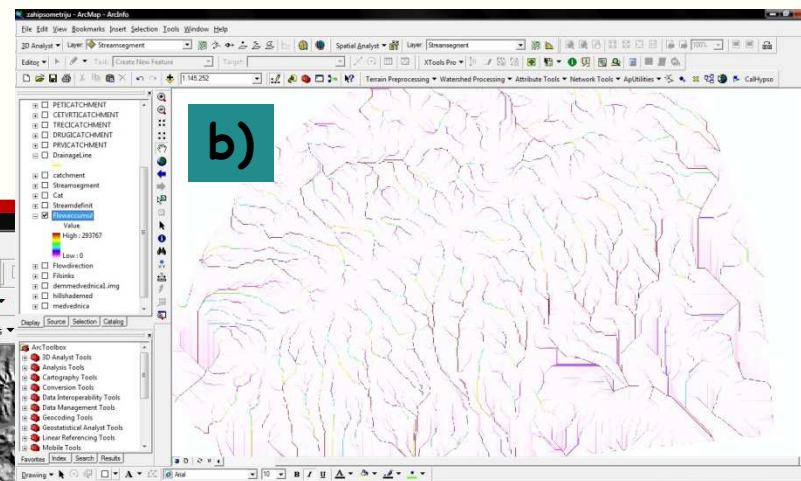 zahipsometriju - ArcMap - ArcInfo
File Edit View Bookmarks Insert Selection Tools Window Help
3D Analyst Layer: Streamsegment Spatial Analyst Layer: Streamsegment 100%
Editor Task: Create New Feature Target: XTools Pro
1:145.252 Terrain Preprocessing Watershed Processing Attribute Tools Network Tools ApUtilities CalHypso
b)
PETICATCHMENT
CETVRTICATCHMENT
TRECICATCHMENT
DRUGICATCHMENT
PRVICATCHMENT
DrainageLine
catchment
Streamsegment
Cat
Streamdefinit
Flowaccumul
Value
High : 293767
Low : 0
Flowdirection
Filsinks
demmedvednica1.img
hillshademed
medvednica
Display Source Selection Catalog
ArcToolbox
3D Analyst Tools
Analysis Tools
Cartography Tools
Conversion Tools
Data Interoperability Tools
Data Management Tools
Geocoding Tools
Geostatistical Analyst Tools
Linear Referencing Tools
Mobile Tools
Favorites Index Search Results
Drawing Arial 10 B I U A